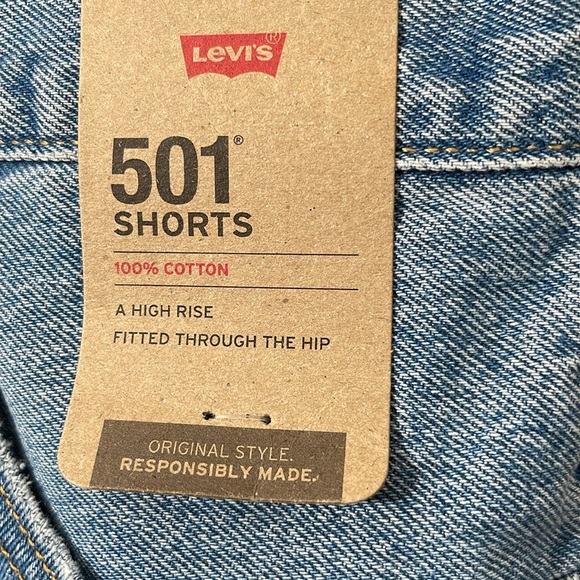 Levi's®
501®
SHORTS
100% COTTON
A HIGH RISE
FITTED THROUGH THE HIP
ORIGINAL STYLE.
RESPONSIBLY MADE.